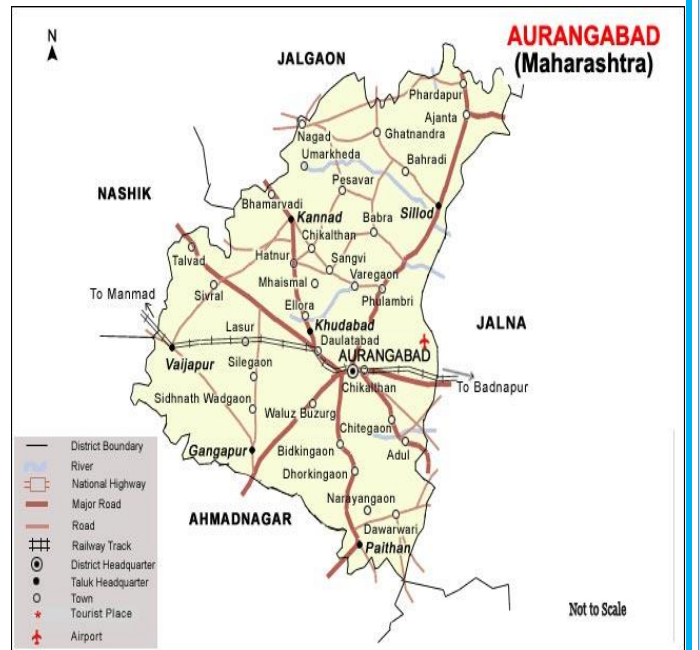 N
AURANGABAD
(Maharashtra)
JALGAON
Phardapur
Ajanta
Nagad
Ghatnandra
Umarkheda
Bahradi
Pesavar
NASHIK
Bhamarvadi
Kannad
Babra
Sillod
Chikalthan
Talvad
Hatnur
Sangvi
Mhaismal
Varegaon
Sivral
Phulambri
To Manmad
Ellora
JALNA
Lasur
Khudabad
Daulatabad
AURANGABAD
Vaijapur
Silegaon
Chikalthan
To Badnapur
Sidhnath Wadgaon
Waluz Buzurg
Chitegaon
Gangapur
Bidkingaon
Adul
Dhorkingaon
Narayangaon
AHMADNAGAR
Dawarwari
Paithan
District Boundary
River
National Highway
Major Road
Road
Railway Track
District Headquarter
Taluk Headquarter
Town
Tourist Place
Airport
Not to Scale